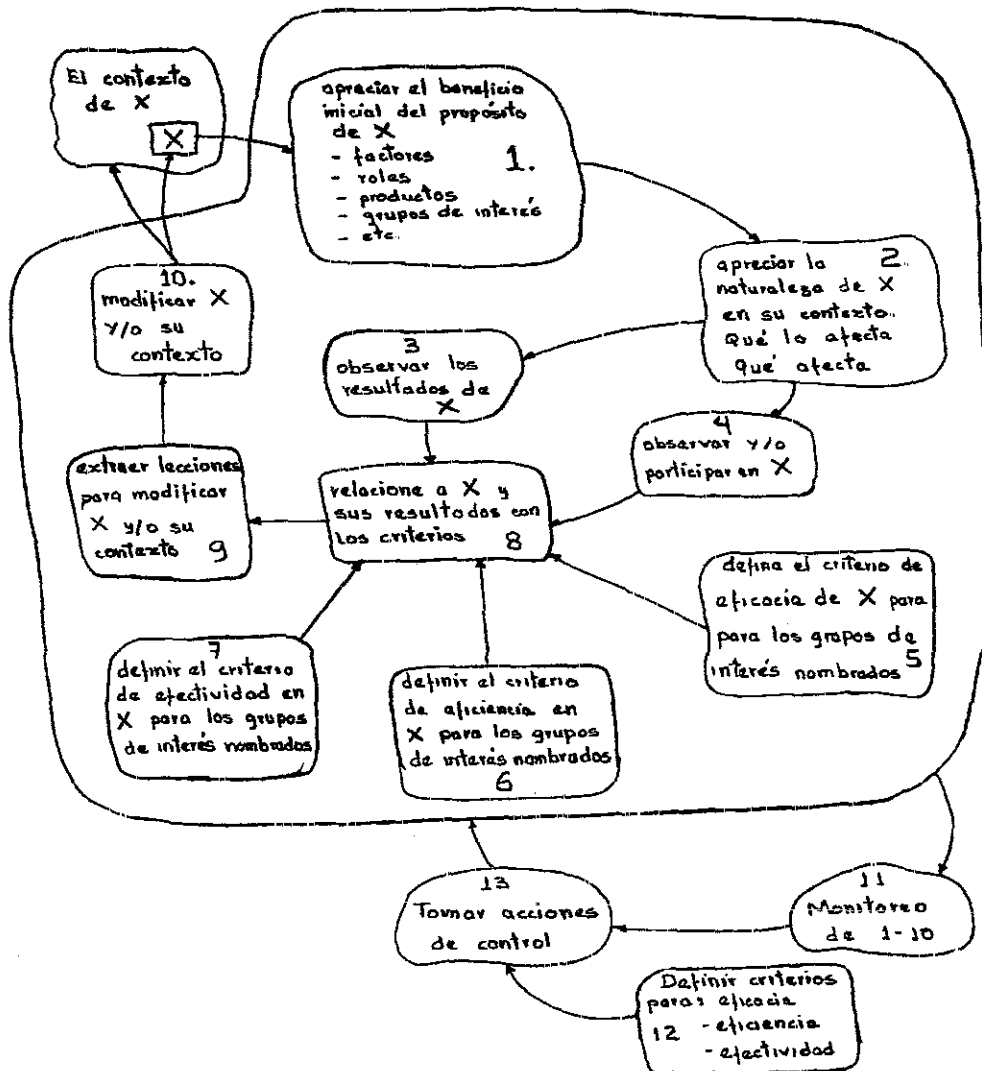 El contexto
de X
X
apreciar el beneficio
inicial del propósito
de X
- factores
- roles
- productos
- grupos de interés
- etc.
1.
apreciar la 2.
naturaleza de X
en su contexto.
Qué lo afecta
Qué afecta
10.
modificar X
y/o su
contexto
3
observar los
resultados de
X
4
observar y/o
participar en X
extraer lecciones
para modificar
X y/o su
contexto 9
relacione a X y
sus resultados con
los criterios 8
defina el criterio de
eficacia de X para
para los grupos de
interés nombrados 5
7
definir el criterio
de efectividad en
X para los grupos
de interés nombrados
definir el criterio
de eficiencia en
X para los grupos
de interés nombrados
6
13
Tomar acciones
de control
11
Monitoreo
de 1-10
Definir criterios
para: eficacia
12 - eficiencia
- efectividad